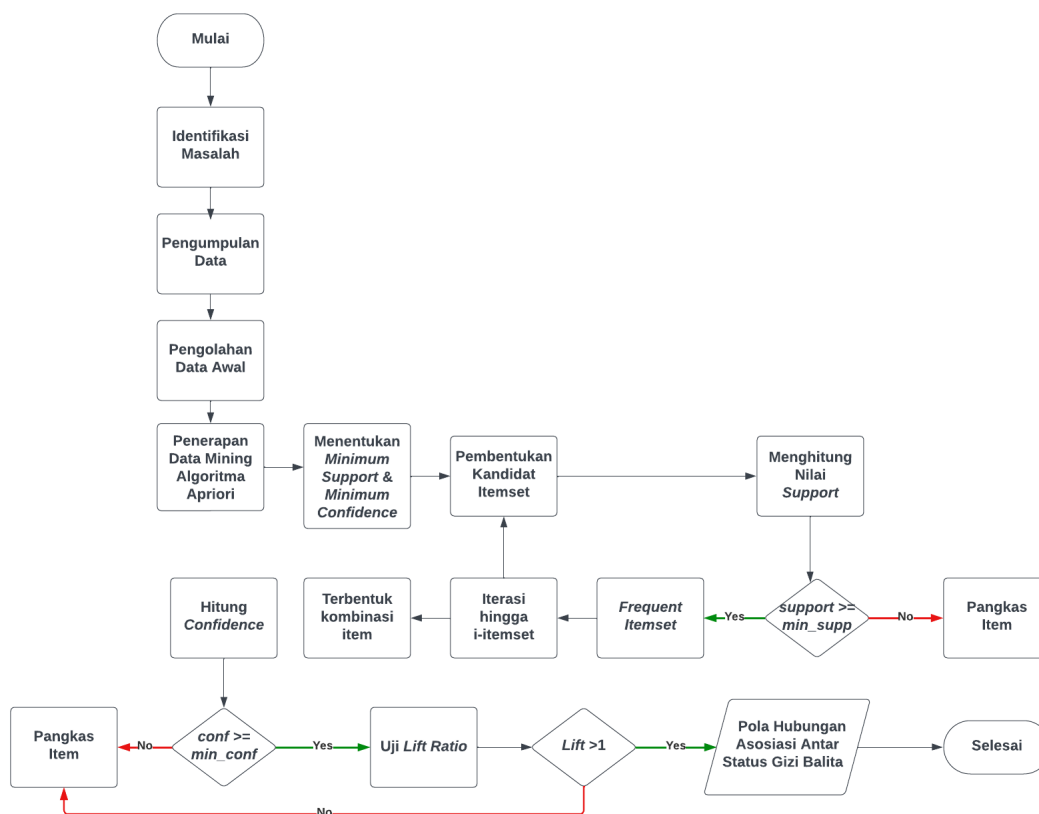 Mulai
Identifikasi
Masalah
Pengumpulan
Data
Pengolahan
Data Awal
Penerapan
Data Mining
Algoritma
Apriori
Menentukan
Minimum
Support &
Minimum
Confidence
Pembentukan
Kandidat
Itemset
Menghitung
Nilai
Support
Hitung
Confidence
Terbentuk
kombinasi
item
Iterasi
hingga
i-itemset
Frequent
Itemset
Yes
support >=
min_supp
No
Pangkas
Item
Pangkas
Item
No
conf >=
min_conf
Yes
Uji Lift Ratio
Lift >1
Yes
Pola Hubungan
Asosiasi Antar
Status Gizi Balita
Selesai
No